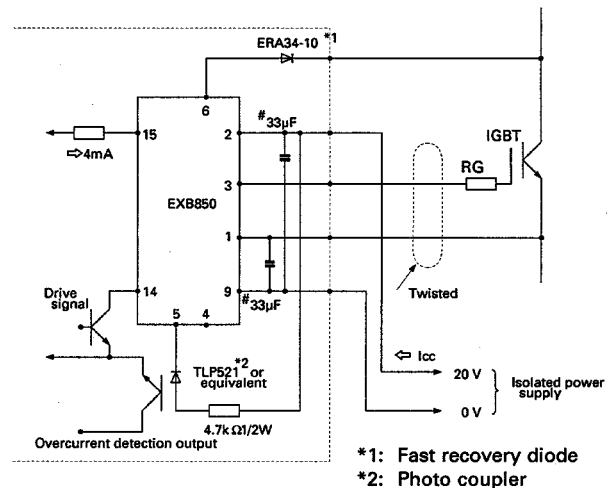 ERA34-10 *1
6
# 33µF
15
2
IGBT
⇨4mA
3
RG
EXB850
1
Drive
signal
14
9
# 33µF
Twisted
5
4
⇦ Icc
TLP521*2 or
equivalent
20 V
Isolated power
supply
0 V
4.7k Ω1/2W
Overcurrent detection output
*1: Fast recovery diode
*2: Photo coupler